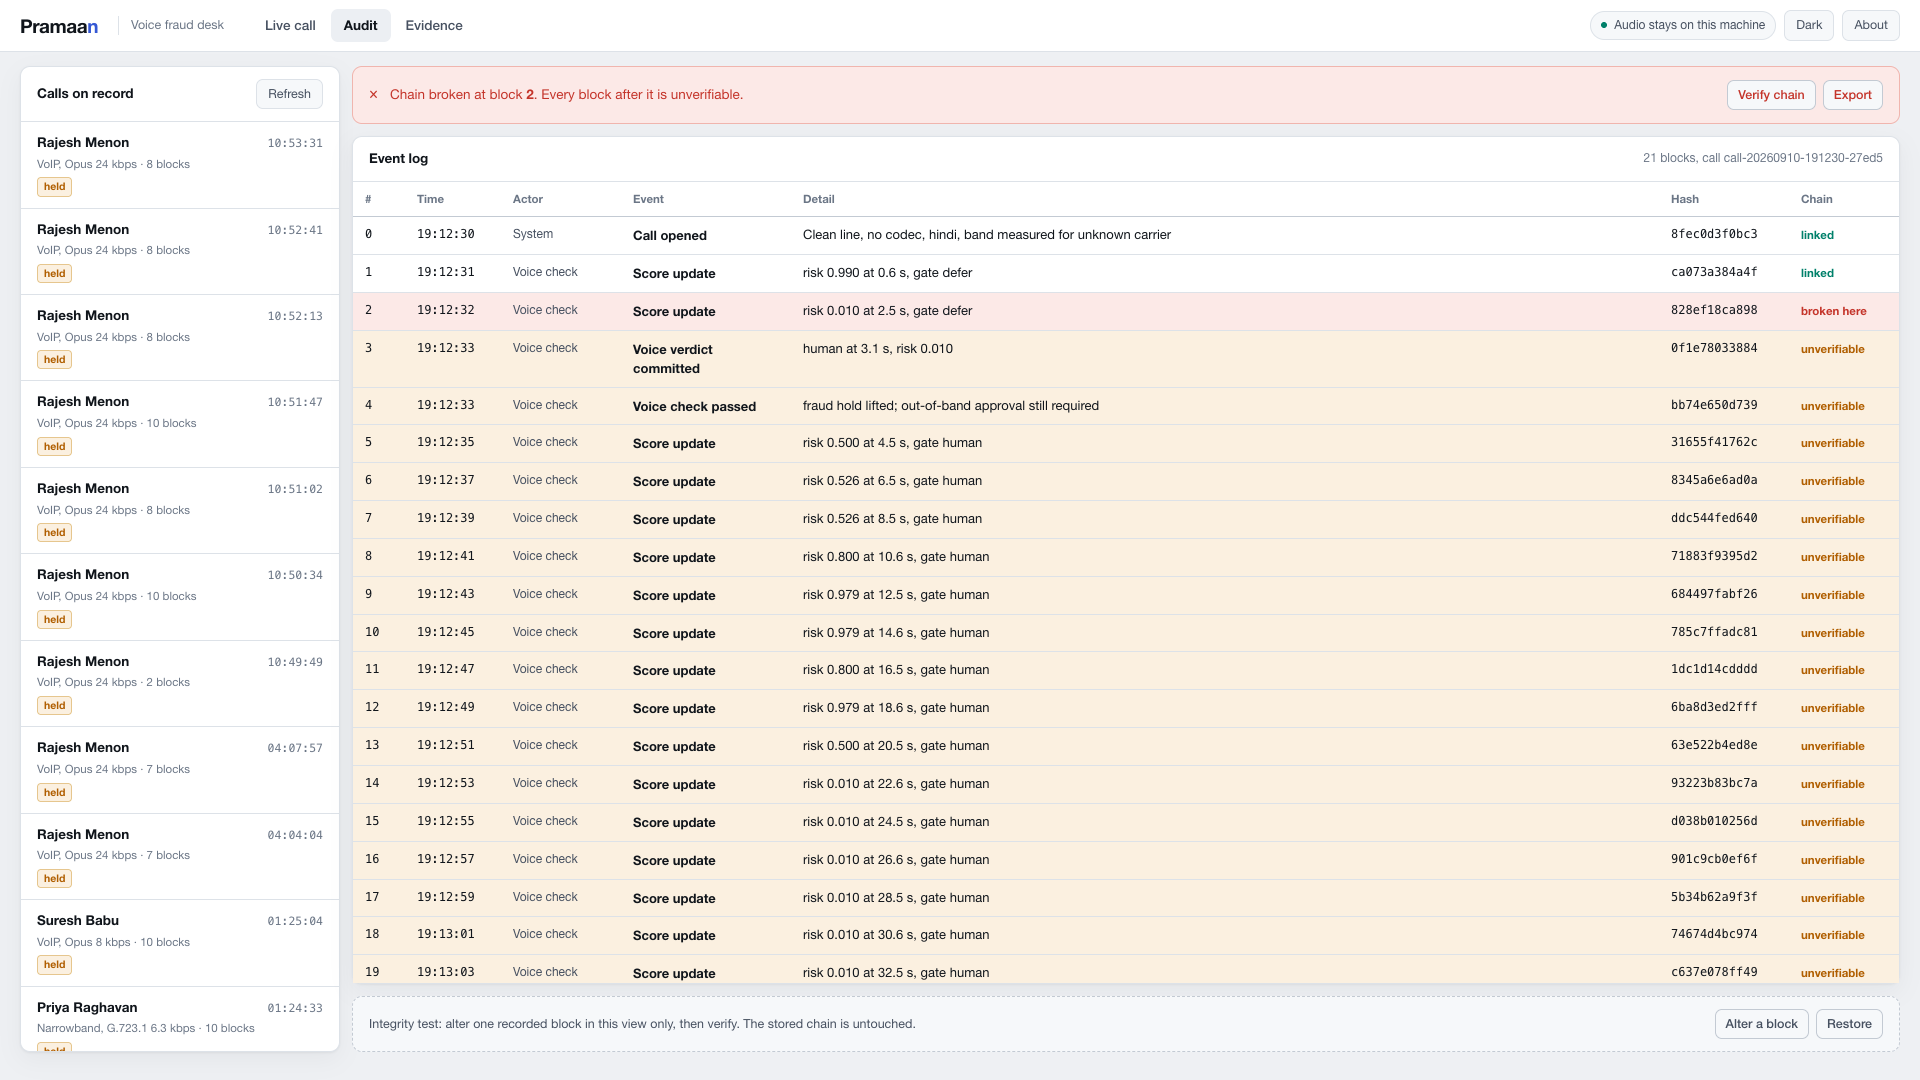 Pramaan
Voice fraud desk
Live call
Audit
Evidence
Audio stays on this machine
Dark
About
Calls on record
Refresh
Rajesh Menon 10:53:31
VoIP, Opus 24 kbps · 8 blocks
held
Rajesh Menon 10:52:41
VoIP, Opus 24 kbps · 8 blocks
held
Rajesh Menon 10:52:13
VoIP, Opus 24 kbps · 8 blocks
held
Rajesh Menon 10:51:47
VoIP, Opus 24 kbps · 10 blocks
held
Rajesh Menon 10:51:02
VoIP, Opus 24 kbps · 8 blocks
held
Rajesh Menon 10:50:34
VoIP, Opus 24 kbps · 10 blocks
held
Rajesh Menon 10:49:49
VoIP, Opus 24 kbps · 2 blocks
held
Rajesh Menon 04:07:57
VoIP, Opus 24 kbps · 7 blocks
held
Rajesh Menon 04:04:04
VoIP, Opus 24 kbps · 7 blocks
held
Suresh Babu 01:25:04
VoIP, Opus 8 kbps · 10 blocks
held
Priya Raghavan 01:24:33
Narrowband, G.723.1 6.3 kbps · 10 blocks
held
× Chain broken at block 2. Every block after it is unverifiable.
Verify chain
Export
Event log
21 blocks, call call-20260910-191230-27ed5
# Time Actor Event Detail Hash Chain
0 19:12:30 System Call opened Clean line, no codec, hindi, band measured for unknown carrier 8fec0d3f0bc3 linked
1 19:12:31 Voice check Score update risk 0.990 at 0.6 s, gate defer ca073a384a4f linked
2 19:12:32 Voice check Score update risk 0.010 at 2.5 s, gate defer 828ef18ca898 broken here
3 19:12:33 Voice check Voice verdict committed human at 3.1 s, risk 0.010 0f1e78033884 unverifiable
4 19:12:33 Voice check Voice check passed fraud hold lifted; out-of-band approval still required bb74e650d739 unverifiable
5 19:12:35 Voice check Score update risk 0.500 at 4.5 s, gate human 31655f41762c unverifiable
6 19:12:37 Voice check Score update risk 0.526 at 6.5 s, gate human 8345a6e6ad0a unverifiable
7 19:12:39 Voice check Score update risk 0.526 at 8.5 s, gate human ddc544fed640 unverifiable
8 19:12:41 Voice check Score update risk 0.800 at 10.6 s, gate human 71883f9395d2 unverifiable
9 19:12:43 Voice check Score update risk 0.979 at 12.5 s, gate human 684497fabf26 unverifiable
10 19:12:45 Voice check Score update risk 0.979 at 14.6 s, gate human 785c7ffadc81 unverifiable
11 19:12:47 Voice check Score update risk 0.800 at 16.5 s, gate human 1dc1d14cdddd unverifiable
12 19:12:49 Voice check Score update risk 0.979 at 18.6 s, gate human 6ba8d3ed2fff unverifiable
13 19:12:51 Voice check Score update risk 0.500 at 20.5 s, gate human 63e522b4ed8e unverifiable
14 19:12:53 Voice check Score update risk 0.010 at 22.6 s, gate human 93223b83bc7a unverifiable
15 19:12:55 Voice check Score update risk 0.010 at 24.5 s, gate human d038b010256d unverifiable
16 19:12:57 Voice check Score update risk 0.010 at 26.6 s, gate human 901c9cb0ef6f unverifiable
17 19:12:59 Voice check Score update risk 0.010 at 28.5 s, gate human 5b34b62a9f3f unverifiable
18 19:13:01 Voice check Score update risk 0.010 at 30.6 s, gate human 74674d4bc974 unverifiable
19 19:13:03 Voice check Score update risk 0.010 at 32.5 s, gate human c637e078ff49 unverifiable
Integrity test: alter one recorded block in this view only, then verify. The stored chain is untouched.
Alter a block
Restore